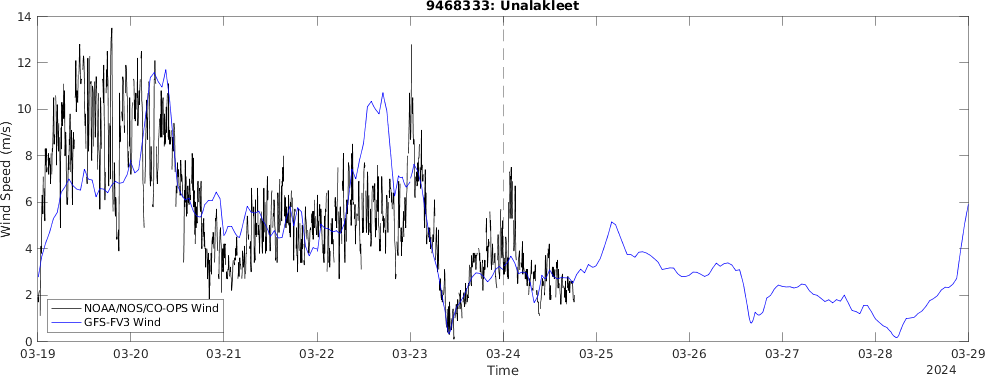 9468333: Unalakleet
14
12
10
8
6
4
2
0
Wind Speed (m/s)
NOAA/NOS/CO-OPS Wind
GFS-FV3 Wind
03-19 03-20 03-21 03-22 03-23 03-24 03-25 03-26 03-27 03-28 03-29
Time
2024